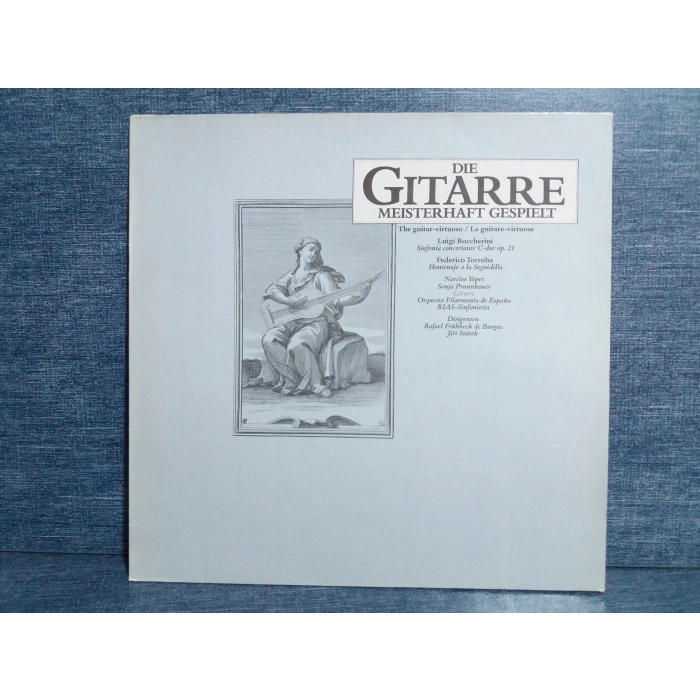 DIE
GITARRE
MEISTERHAFT GESPIELT
The guitar-virtuoso / La guitare-virtuose
Luigi Boccherini
Sinfonia concertante C-dur op. 21
Federico Torróba
Homenaje a la Seguidilla
Narciso Yepes
Sonja Prunnbauer
Gitarre
Orquesta Filarmonia de España
RIAS-Sinfonietta
Dirigenten
Rafael Frühbeck de Burgos
Jiři Stárek